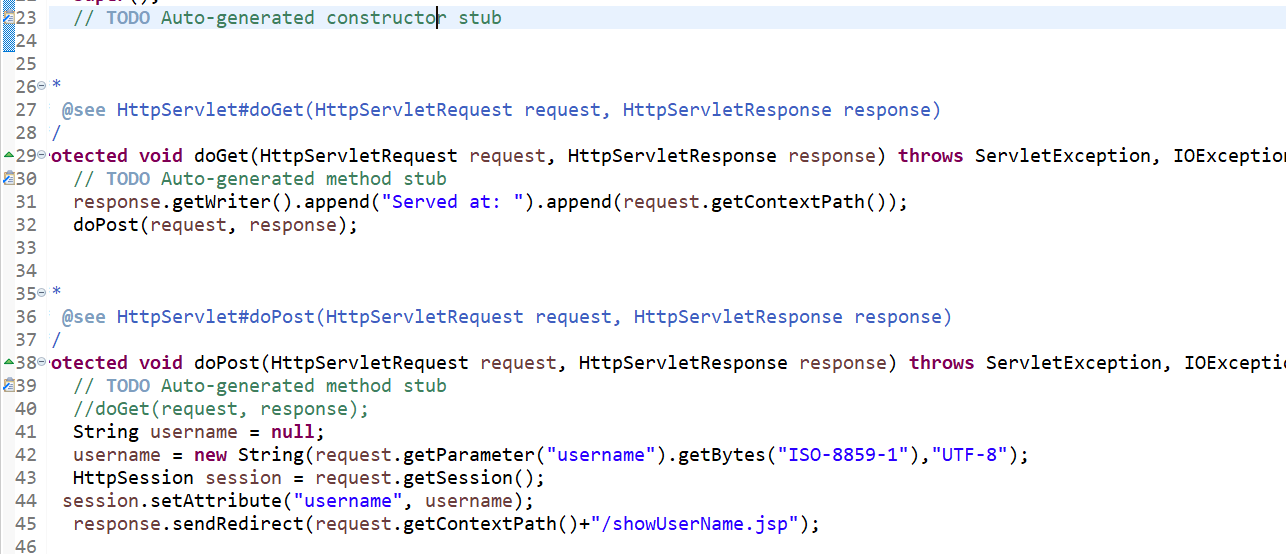 23 // TODO Auto-generated constructor stub
24
25
26 *
27 @see HttpServlet#doGet(HttpServletRequest request, HttpServletResponse response)
28 /
29 otected void doGet(HttpServletRequest request, HttpServletResponse response) throws ServletException, IOException
30 // TODO Auto-generated method stub
31 response.getWriter().append("Served at: ").append(request.getContextPath());
32 doPost(request, response);
33
34
35 *
36 @see HttpServlet#doPost(HttpServletRequest request, HttpServletResponse response)
37 /
38 otected void doPost(HttpServletRequest request, HttpServletResponse response) throws ServletException, IOExcepti
39 // TODO Auto-generated method stub
40 //doGet(request, response);
41 String username = null;
42 username = new String(request.getParameter("username").getBytes("ISO-8859-1"),"UTF-8");
43 HttpSession session = request.getSession();
44 session.setAttribute("username", username);
45 response.sendRedirect(request.getContextPath()+"/showUserName.jsp");
46